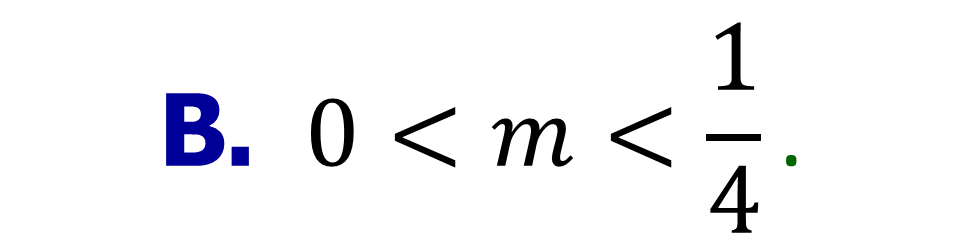 B. 0 < m < 1/4.